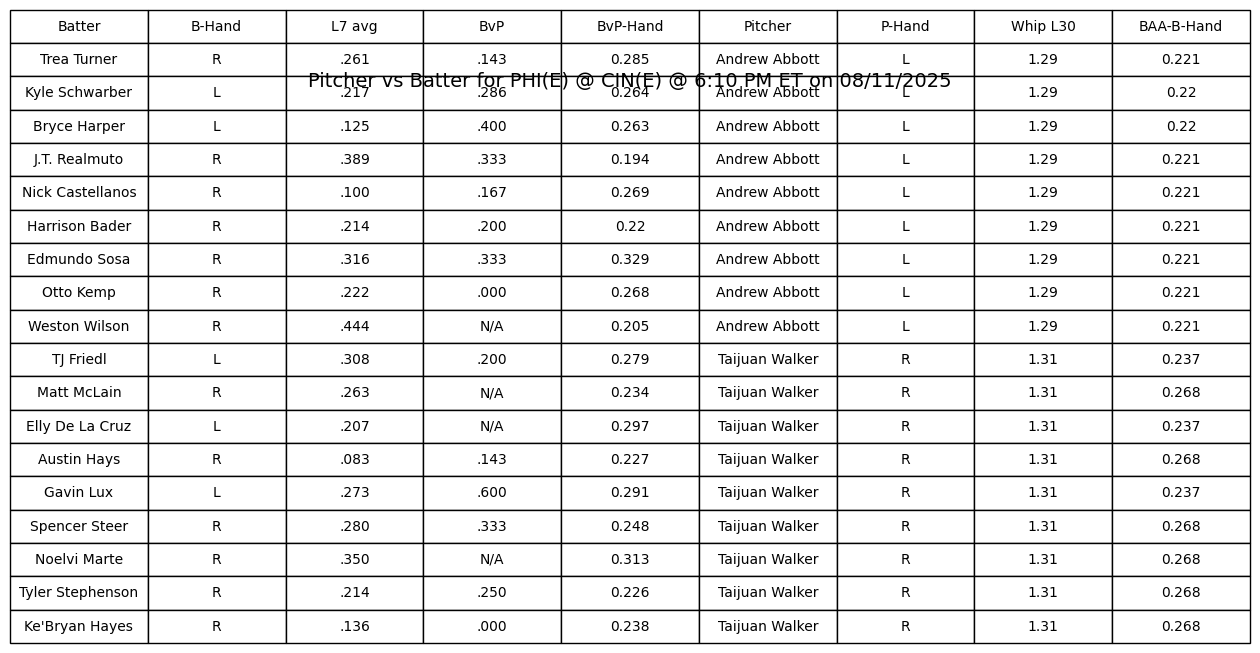 Batter B-Hand L7 avg BvP BvP-Hand Pitcher P-Hand Whip L30 BAA-B-Hand
Trea Turner R .261 .143 0.285 Andrew Abbott L 1.29 0.221
Pitcher vs Batter for PHI(E) @ CIN(E) @ 6:10 PM ET on 08/11/2025
Kyle Schwarber L .217 .286 0.264 Andrew Abbott L 1.29 0.22
Bryce Harper L .125 .400 0.263 Andrew Abbott L 1.29 0.22
J.T. Realmuto R .389 .333 0.194 Andrew Abbott L 1.29 0.221
Nick Castellanos R .100 .167 0.269 Andrew Abbott L 1.29 0.221
Harrison Bader R .214 .200 0.22 Andrew Abbott L 1.29 0.221
Edmundo Sosa R .316 .333 0.329 Andrew Abbott L 1.29 0.221
Otto Kemp R .222 .000 0.268 Andrew Abbott L 1.29 0.221
Weston Wilson R .444 N/A 0.205 Andrew Abbott L 1.29 0.221
TJ Friedl L .308 .200 0.279 Taijuan Walker R 1.31 0.237
Matt McLain R .263 N/A 0.234 Taijuan Walker R 1.31 0.268
Elly De La Cruz L .207 N/A 0.297 Taijuan Walker R 1.31 0.237
Austin Hays R .083 .143 0.227 Taijuan Walker R 1.31 0.268
Gavin Lux L .273 .600 0.291 Taijuan Walker R 1.31 0.237
Spencer Steer R .280 .333 0.248 Taijuan Walker R 1.31 0.268
Noelvi Marte R .350 N/A 0.313 Taijuan Walker R 1.31 0.268
Tyler Stephenson R .214 .250 0.226 Taijuan Walker R 1.31 0.268
Ke'Bryan Hayes R .136 .000 0.238 Taijuan Walker R 1.31 0.268